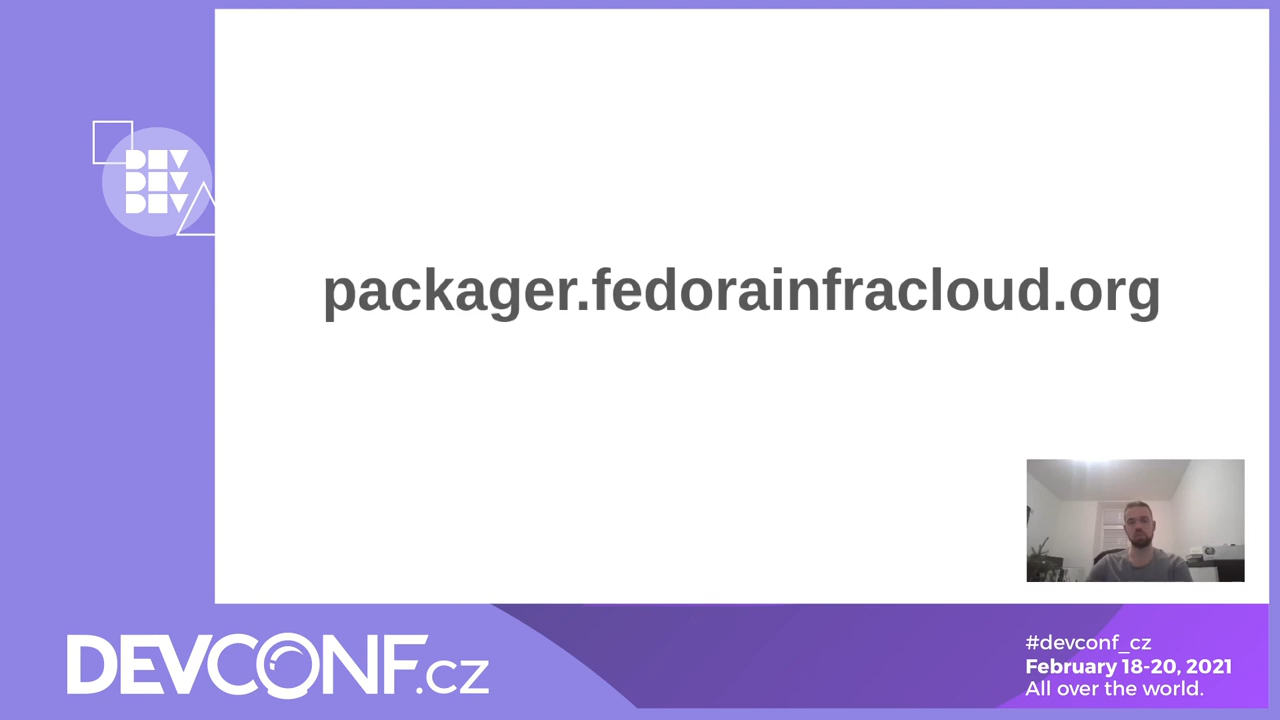 DEV
DEV
DEV
packager.fedorainfracloud.org
DEVCONF.cz
#devconf_cz
February 18-20, 2021
All over the world.